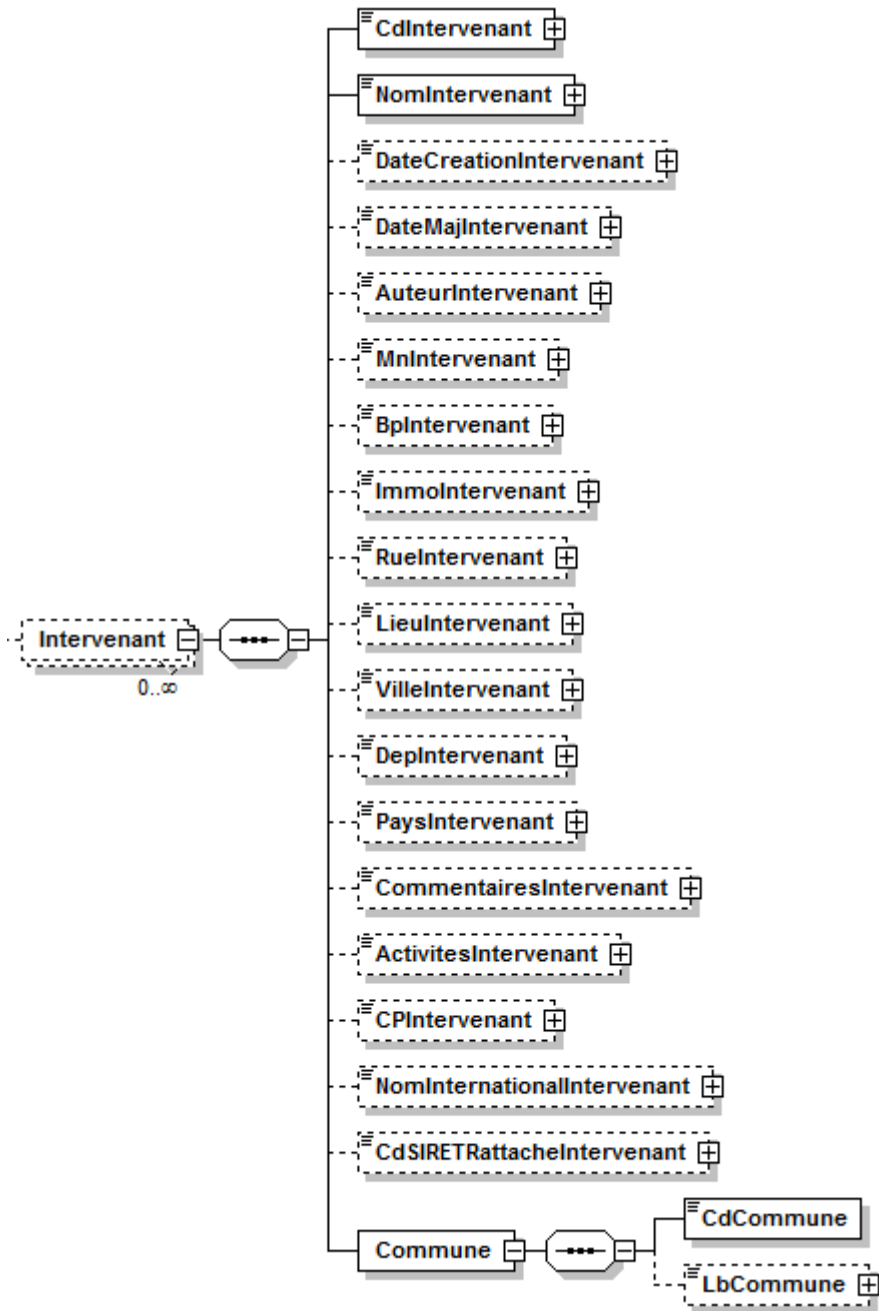 CdIntervenant
NomIntervenant
DateCreationIntervenant
DateMajIntervenant
AuteurIntervenant
MnIntervenant
BpIntervenant
ImmoIntervenant
RueIntervenant
LieuIntervenant
Intervenant
0..∞
VilleIntervenant
DepIntervenant
PaysIntervenant
CommentairesIntervenant
ActivitesIntervenant
CPIntervenant
NomInternationalIntervenant
CdSIRETRattacheIntervenant
Commune
CdCommune
LbCommune